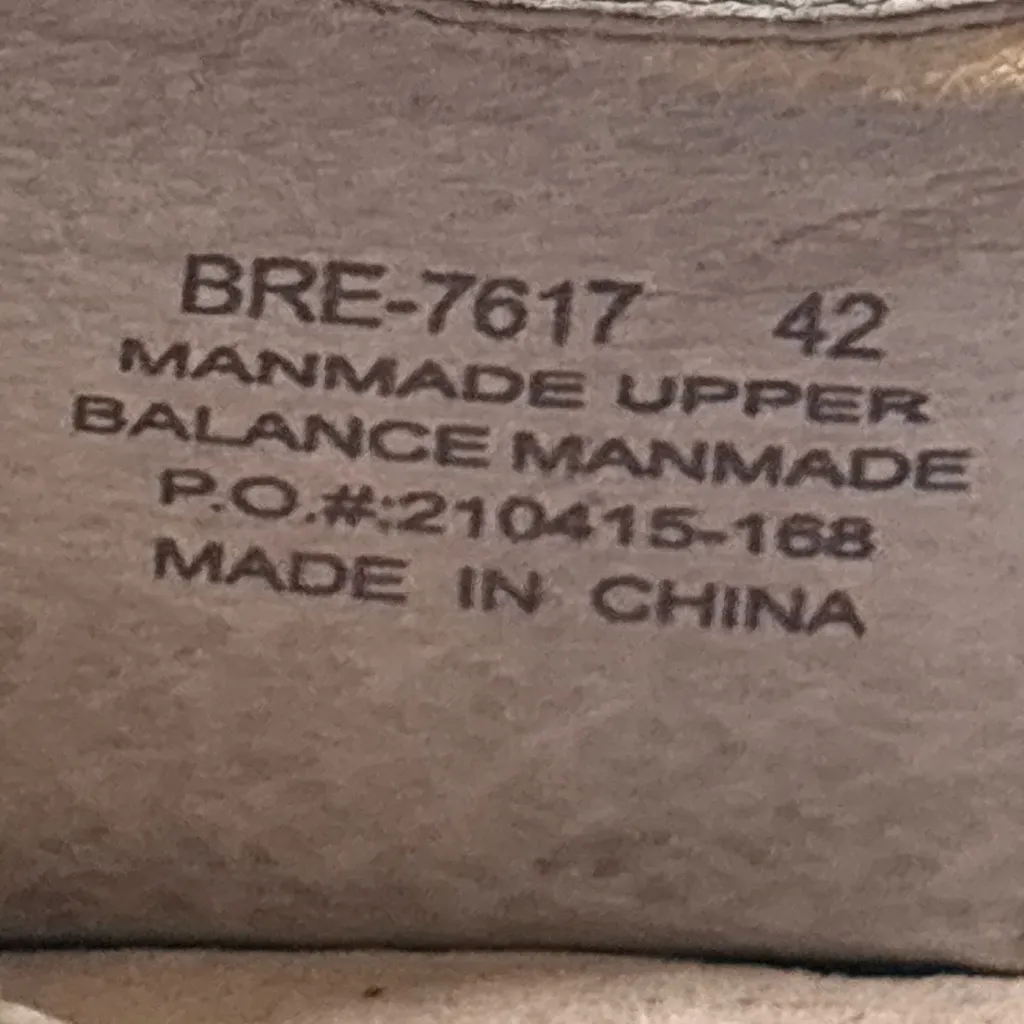 BRE-7617 42
MANMADE UPPER
BALANCE MANMADE
P.O.#:210415-168
MADE IN CHINA